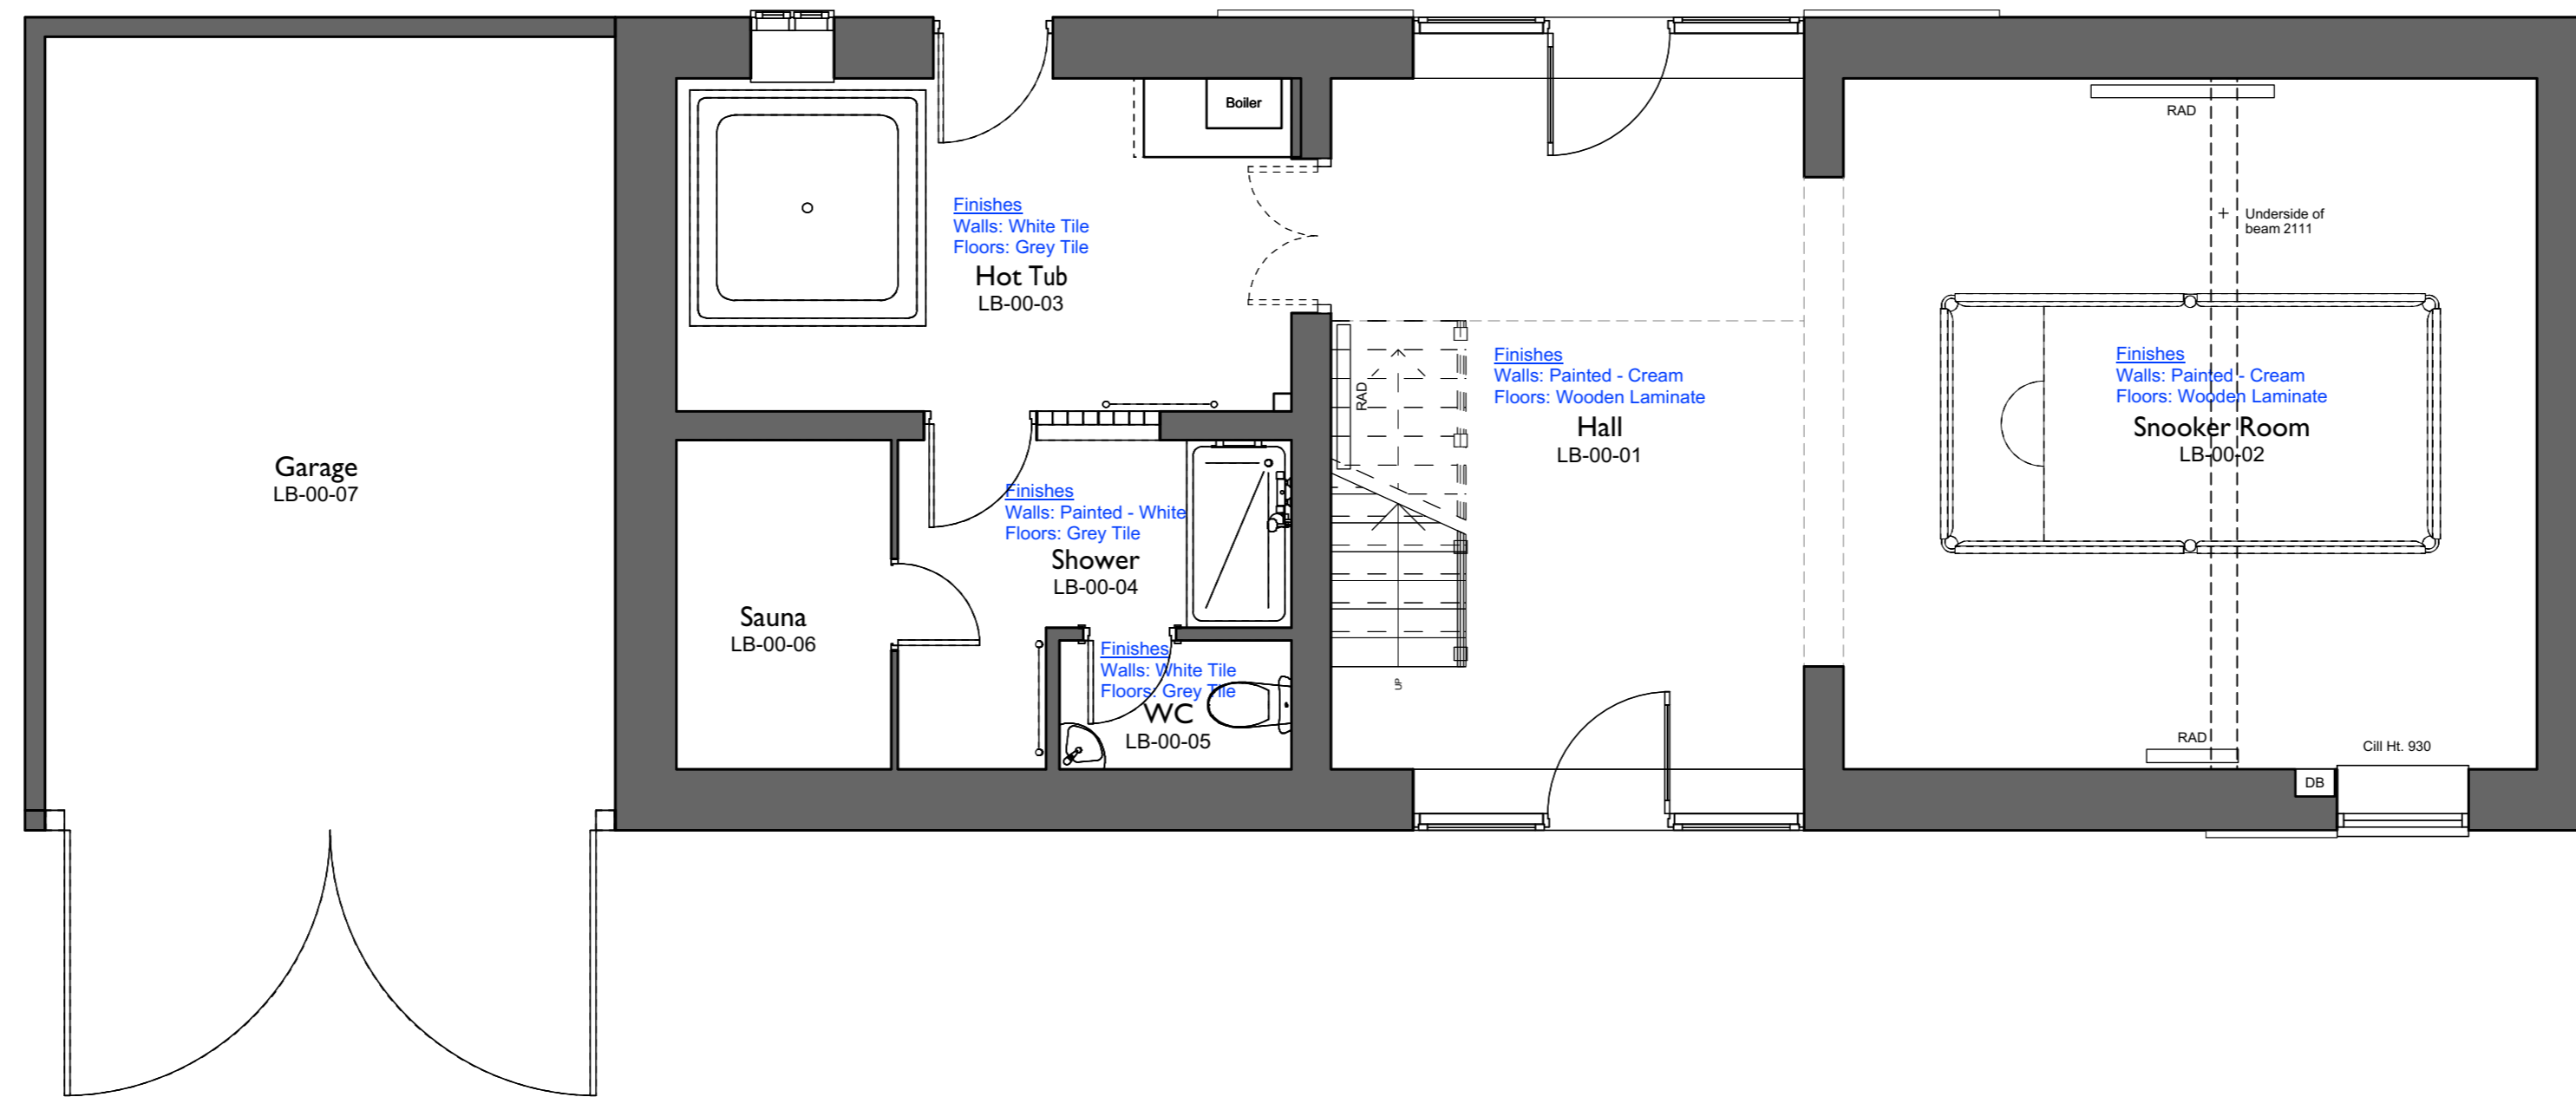 Boiler
RAD
Finishes
Walls: White Tile
Floors: Grey Tile
Hot Tub
LB-00-03
Underside of
beam 2111
Finishes
Walls: Painted - Cream
Floors: Wooden Laminate
Hall
LB-00-01
RAD
Finishes
Walls: Painted - Cream
Floors: Wooden Laminate
Snooker Room
LB-00-02
Garage
LB-00-07
Finishes
Walls: Painted - White
Floors: Grey Tile
Shower
LB-00-04
Sauna
LB-00-06
Finishes
Walls: White Tile
Floors: Grey Tile
WC
LB-00-05
UP
RAD
Cill Ht. 930
DB